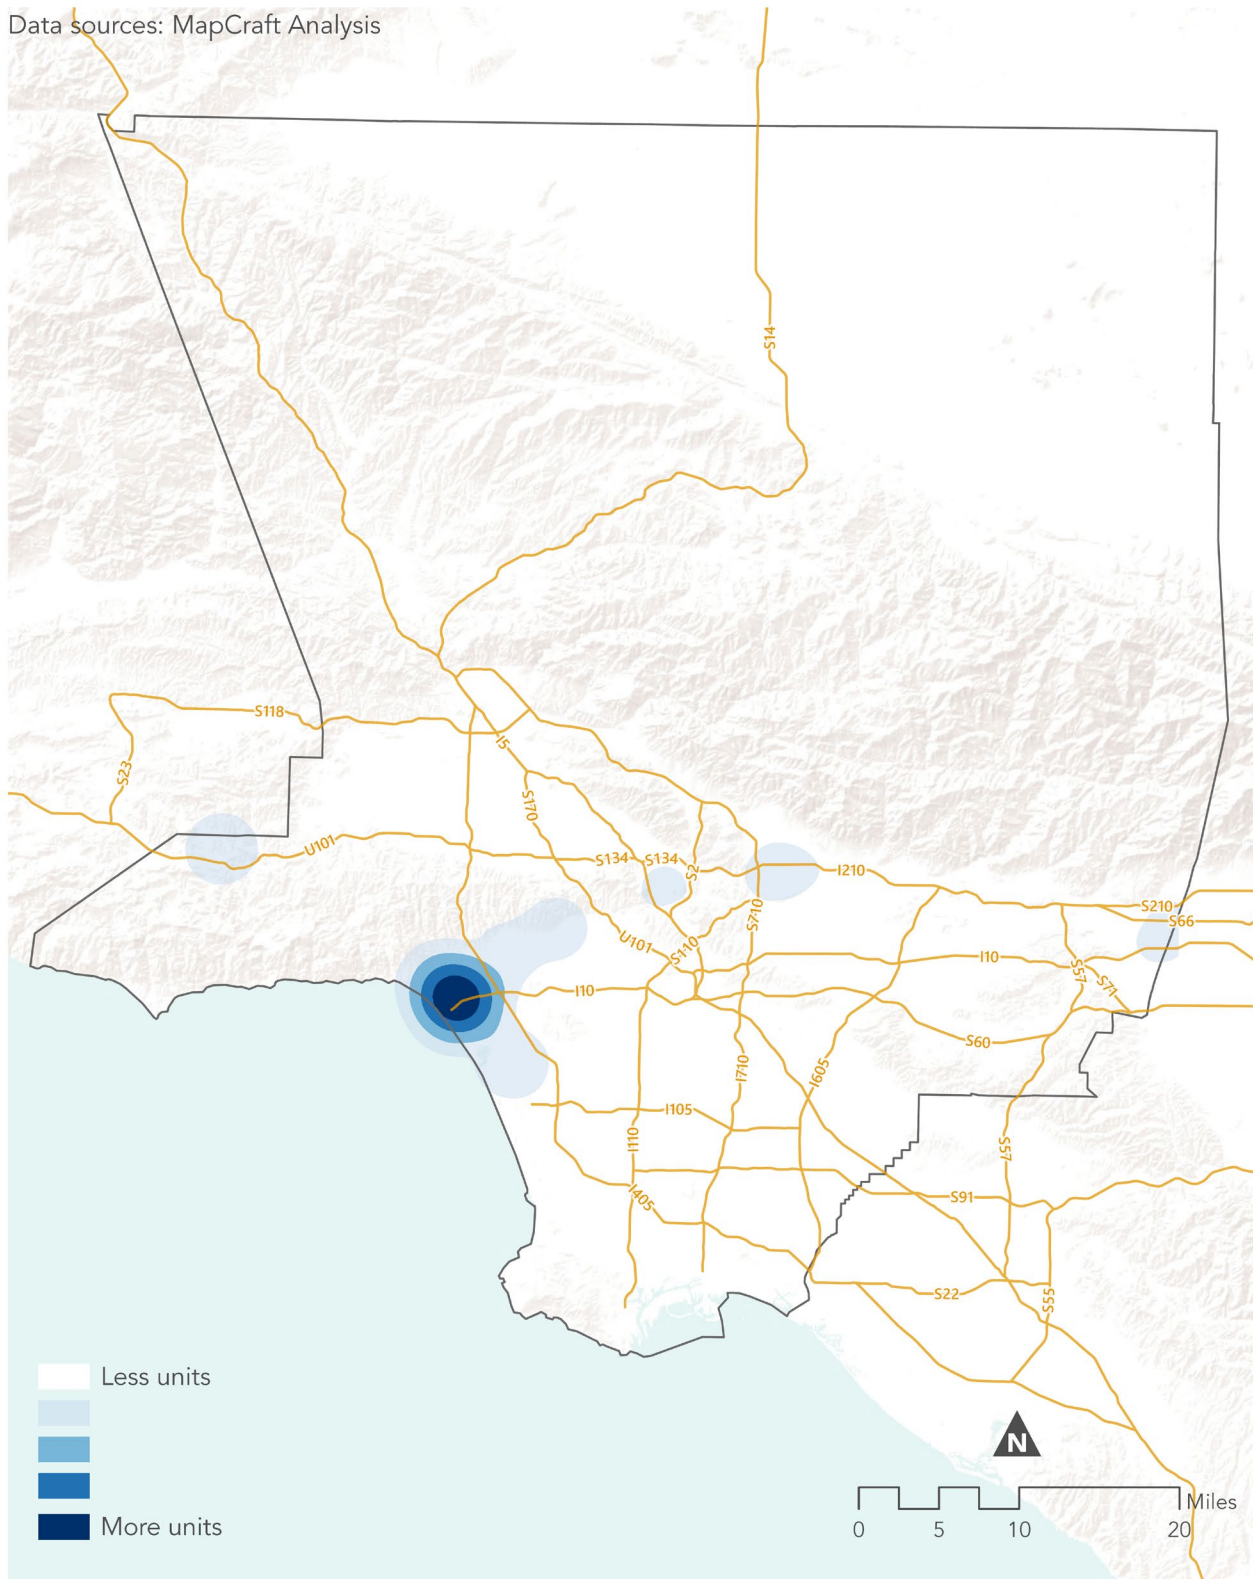 Data sources: MapCraft Analysis
S14
S118
I5
S23
S170
U101
S134
S134
S2
I210
S710
S210
S66
U101
S110
I10
S57
S71
I10
S60
I710
I605
I105
I110
S57
I405
S91
S22
S55
Less units
More units
N
Miles
0 5 10 20